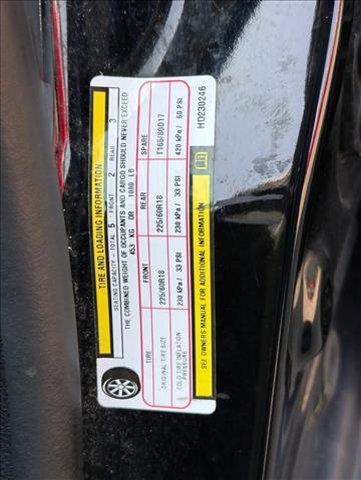 TIRE AND LOADING INFORMATION
SEATING CAPACITY - TOTAL 5 FRONT 2 REAR 3
THE COMBINED WEIGHT OF OCCUPANTS AND CARGO SHOULD NEVER EXCEED
453 KG OR 1000 LB
TIRE FRONT REAR SPARE
ORIGINAL TIRE SIZE 225/60R18 225/60R18 T165/80D17
COLD TIRE INFLATION 230 kPa / 33 PSI 230 kPa / 33 PSI 420 kPa / 60 PSI
PRESSURE
SEE OWNERS MANUAL FOR ADDITIONAL INFORMATION
HD230246